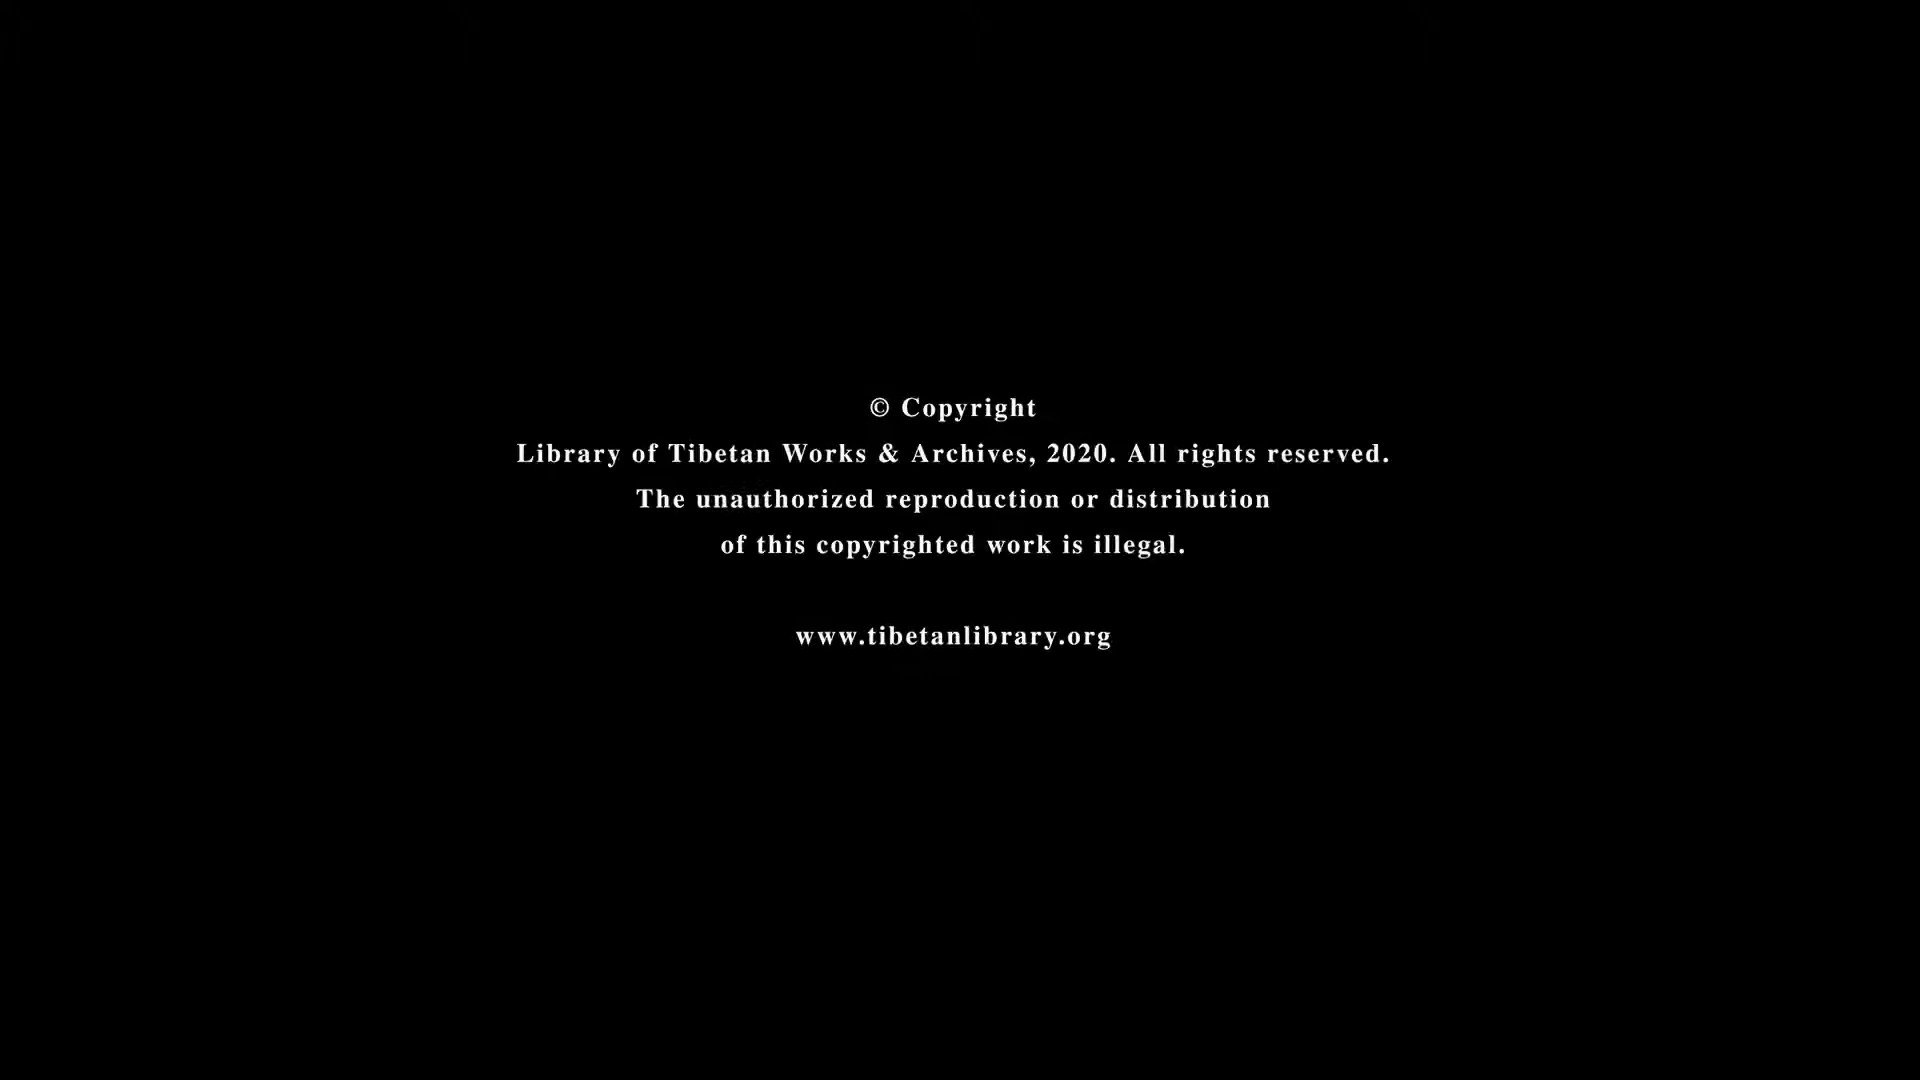 © Copyright
Library of Tibetan Works & Archives, 2020. All rights reserved.
The unauthorized reproduction or distribution
of this copyrighted work is illegal.
www.tibetanlibrary.org